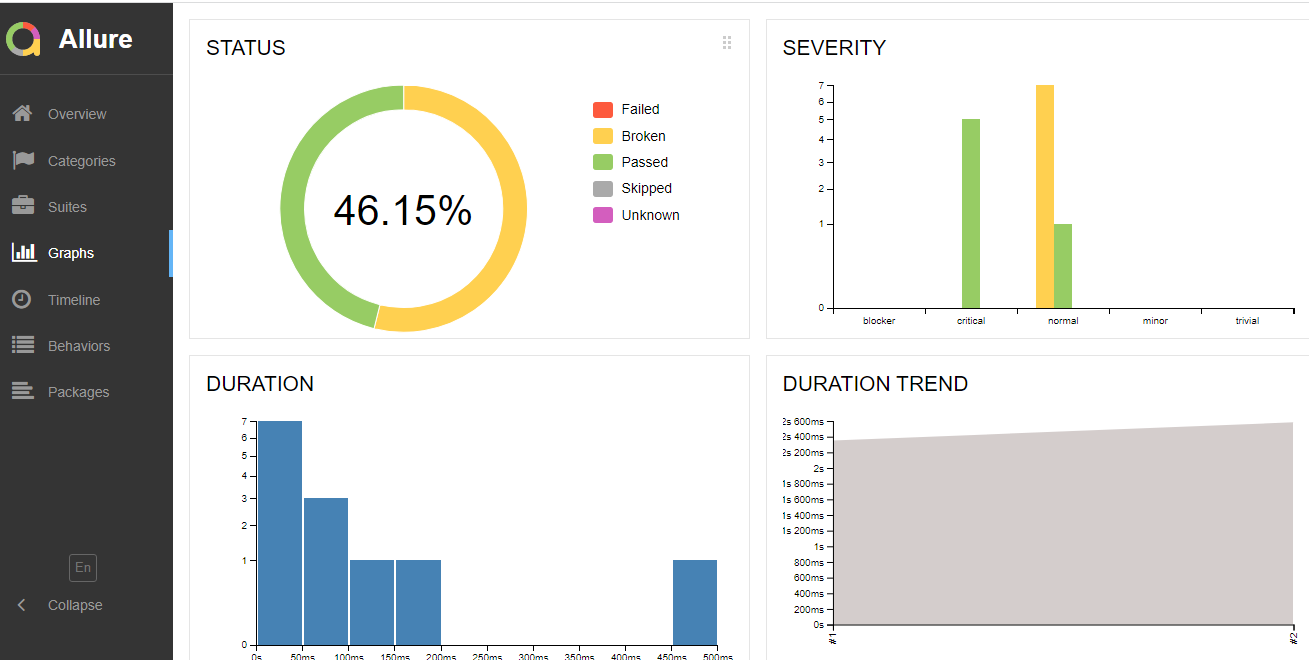 Allure
Overview
Categories
Suites
Graphs
Timeline
Behaviors
Packages
En
Collapse
STATUS
46.15%
Failed
Broken
Passed
Skipped
Unknown
SEVERITY
7
6
5
4
3
2
1
0
blocker critical normal minor trivial
DURATION
7
6
5
4
3
2
1
0
0s 50ms 100ms 150ms 200ms 250ms 300ms 350ms 400ms 450ms 500ms
DURATION TREND
2s 600ms
2s 400ms
2s 200ms
2s
1s 800ms
1s 600ms
1s 400ms
1s 200ms
1s
800ms
600ms
400ms
200ms
0s
#1 #2